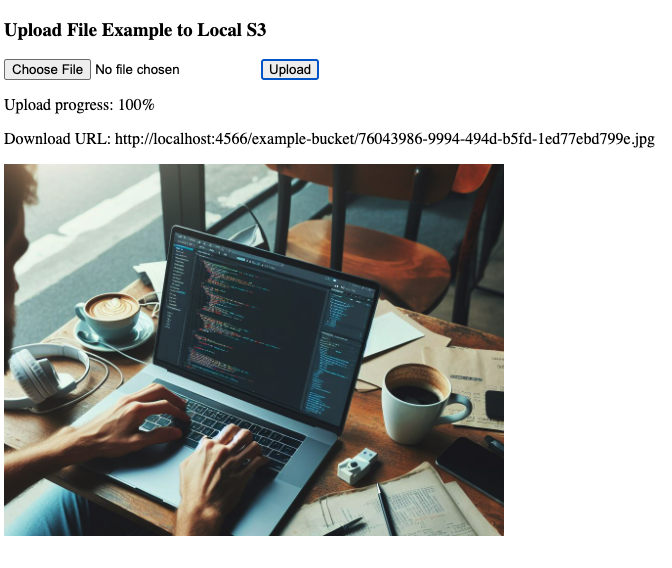 Upload File Example to Local S3
Choose File No file chosen Upload
Upload progress: 100%
Download URL: http://localhost:4566/example-bucket/76043986-9994-494d-b5fd-1ed77ebd799e.jpg